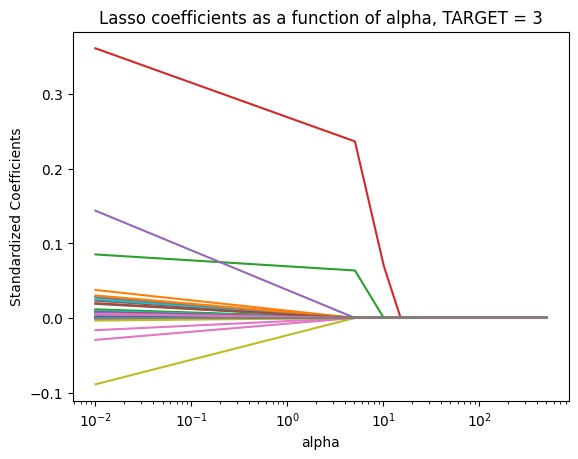 Lasso coefficients as a function of alpha, TARGET = 3
Standardized Coefficients
0.3
0.2
0.1
0.0
−0.1
10⁻² 10⁻¹ 10⁰ 10¹ 10²
alpha